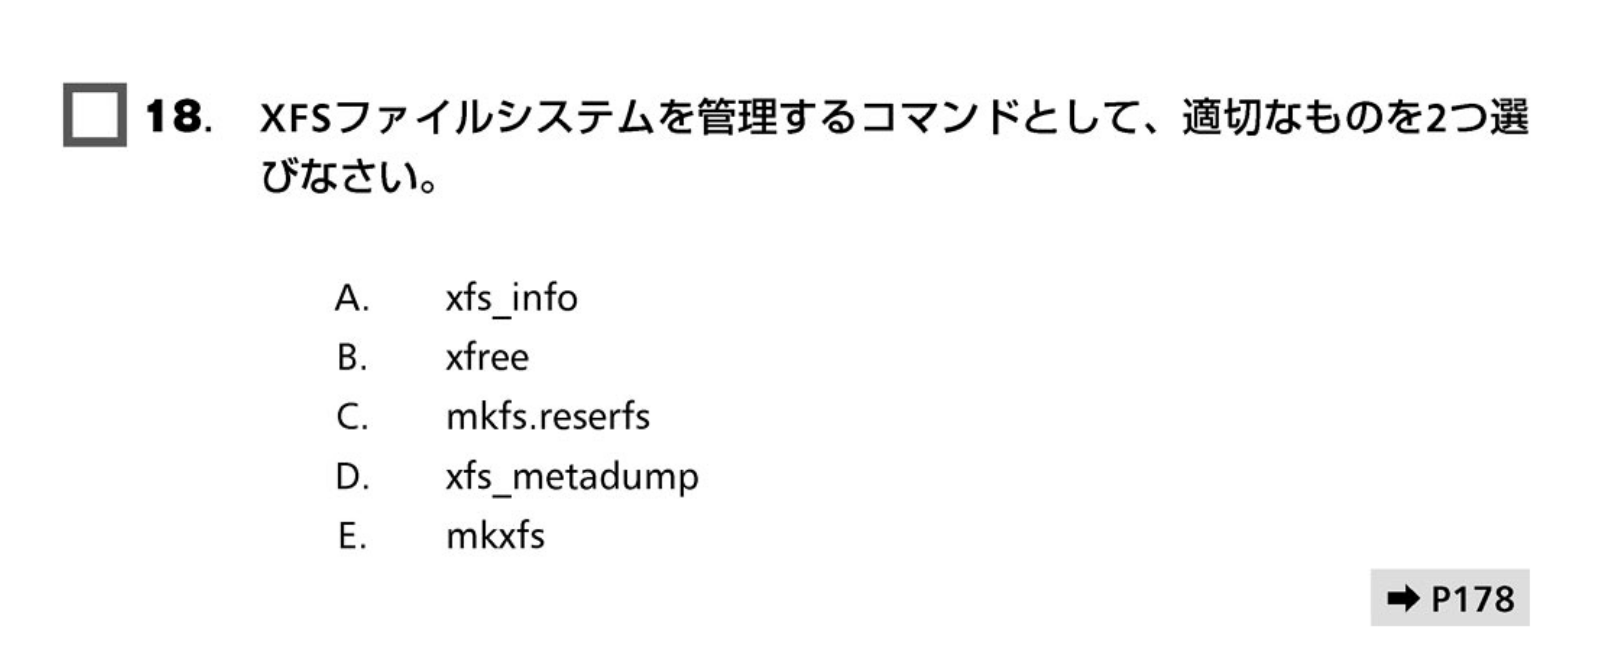 18. XFSファイルシステムを管理するコマンドとして、適切なものを2つ選
びなさい。
A. xfs_info
B. xfree
C. mkfs.reserfs
D. xfs_metadump
E. mkxfs
➡ P178